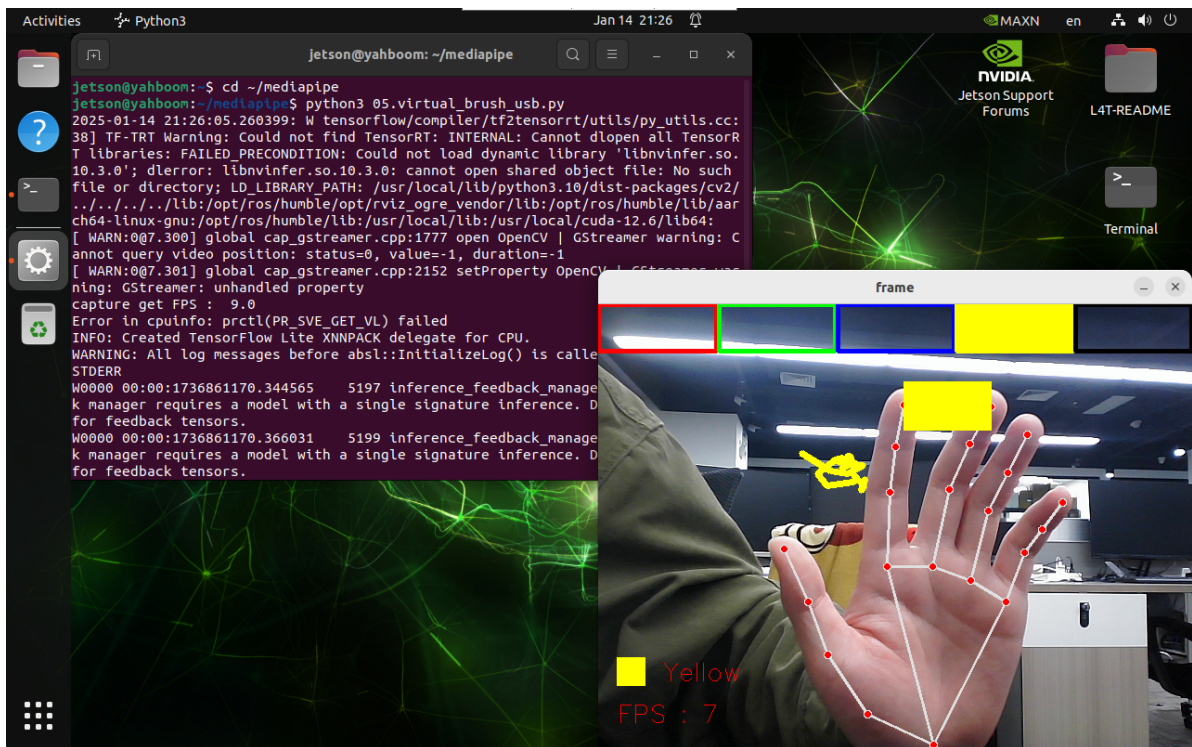 Activities
Python3
Jan 14 21:26
MAXN
en
jetson@yahboom: ~/mediapipe
jetson@yahboom:~$ cd ~/mediapipe
jetson@yahboom:~/mediapipe$ python3 05.virtual_brush_usb.py
2025-01-14 21:26:05.260399: W tensorflow/compiler/tf2tensorrt/utils/py_utils.cc:
38] TF-TRT Warning: Could not find TensorRT: INTERNAL: Cannot dlopen all TensorR
T libraries: FAILED_PRECONDITION: Could not load dynamic library 'libnvinfer.so.
10.3.0'; dlerror: libnvinfer.so.10.3.0: cannot open shared object file: No such
file or directory; LD_LIBRARY_PATH: /usr/local/lib/python3.10/dist-packages/cv2/
../../../../lib:/opt/ros/humble/opt/rviz_ogre_vendor/lib:/opt/ros/humble/lib/aar
ch64-linux-gnu:/opt/ros/humble/lib:/usr/local/lib:/usr/local/cuda-12.6/lib64:
[ WARN:0@7.300] global cap_gstreamer.cpp:1777 open OpenCV | GStreamer warning: C
annot query video position: status=0, value=-1, duration=-1
[ WARN:0@7.301] global cap_gstreamer.cpp:2152 setProperty OpenCV | GStreamer war
ning: GStreamer: unhandled property
capture get FPS :  9.0
Error in cpuinfo: prctl(PR_SVE_GET_VL) failed
INFO: Created TensorFlow Lite XNNPACK delegate for CPU.
WARNING: All log messages before absl::InitializeLog() is calle
STDERR
W0000 00:00:1736861170.344565    5197 inference_feedback_manage
k manager requires a model with a single signature inference. D
for feedback tensors.
W0000 00:00:1736861170.366031    5199 inference_feedback_manage
k manager requires a model with a single signature inference. D
for feedback tensors.
NVIDIA.
Jetson Support
Forums
L4T-README
Terminal
frame
Yellow
FPS : 7